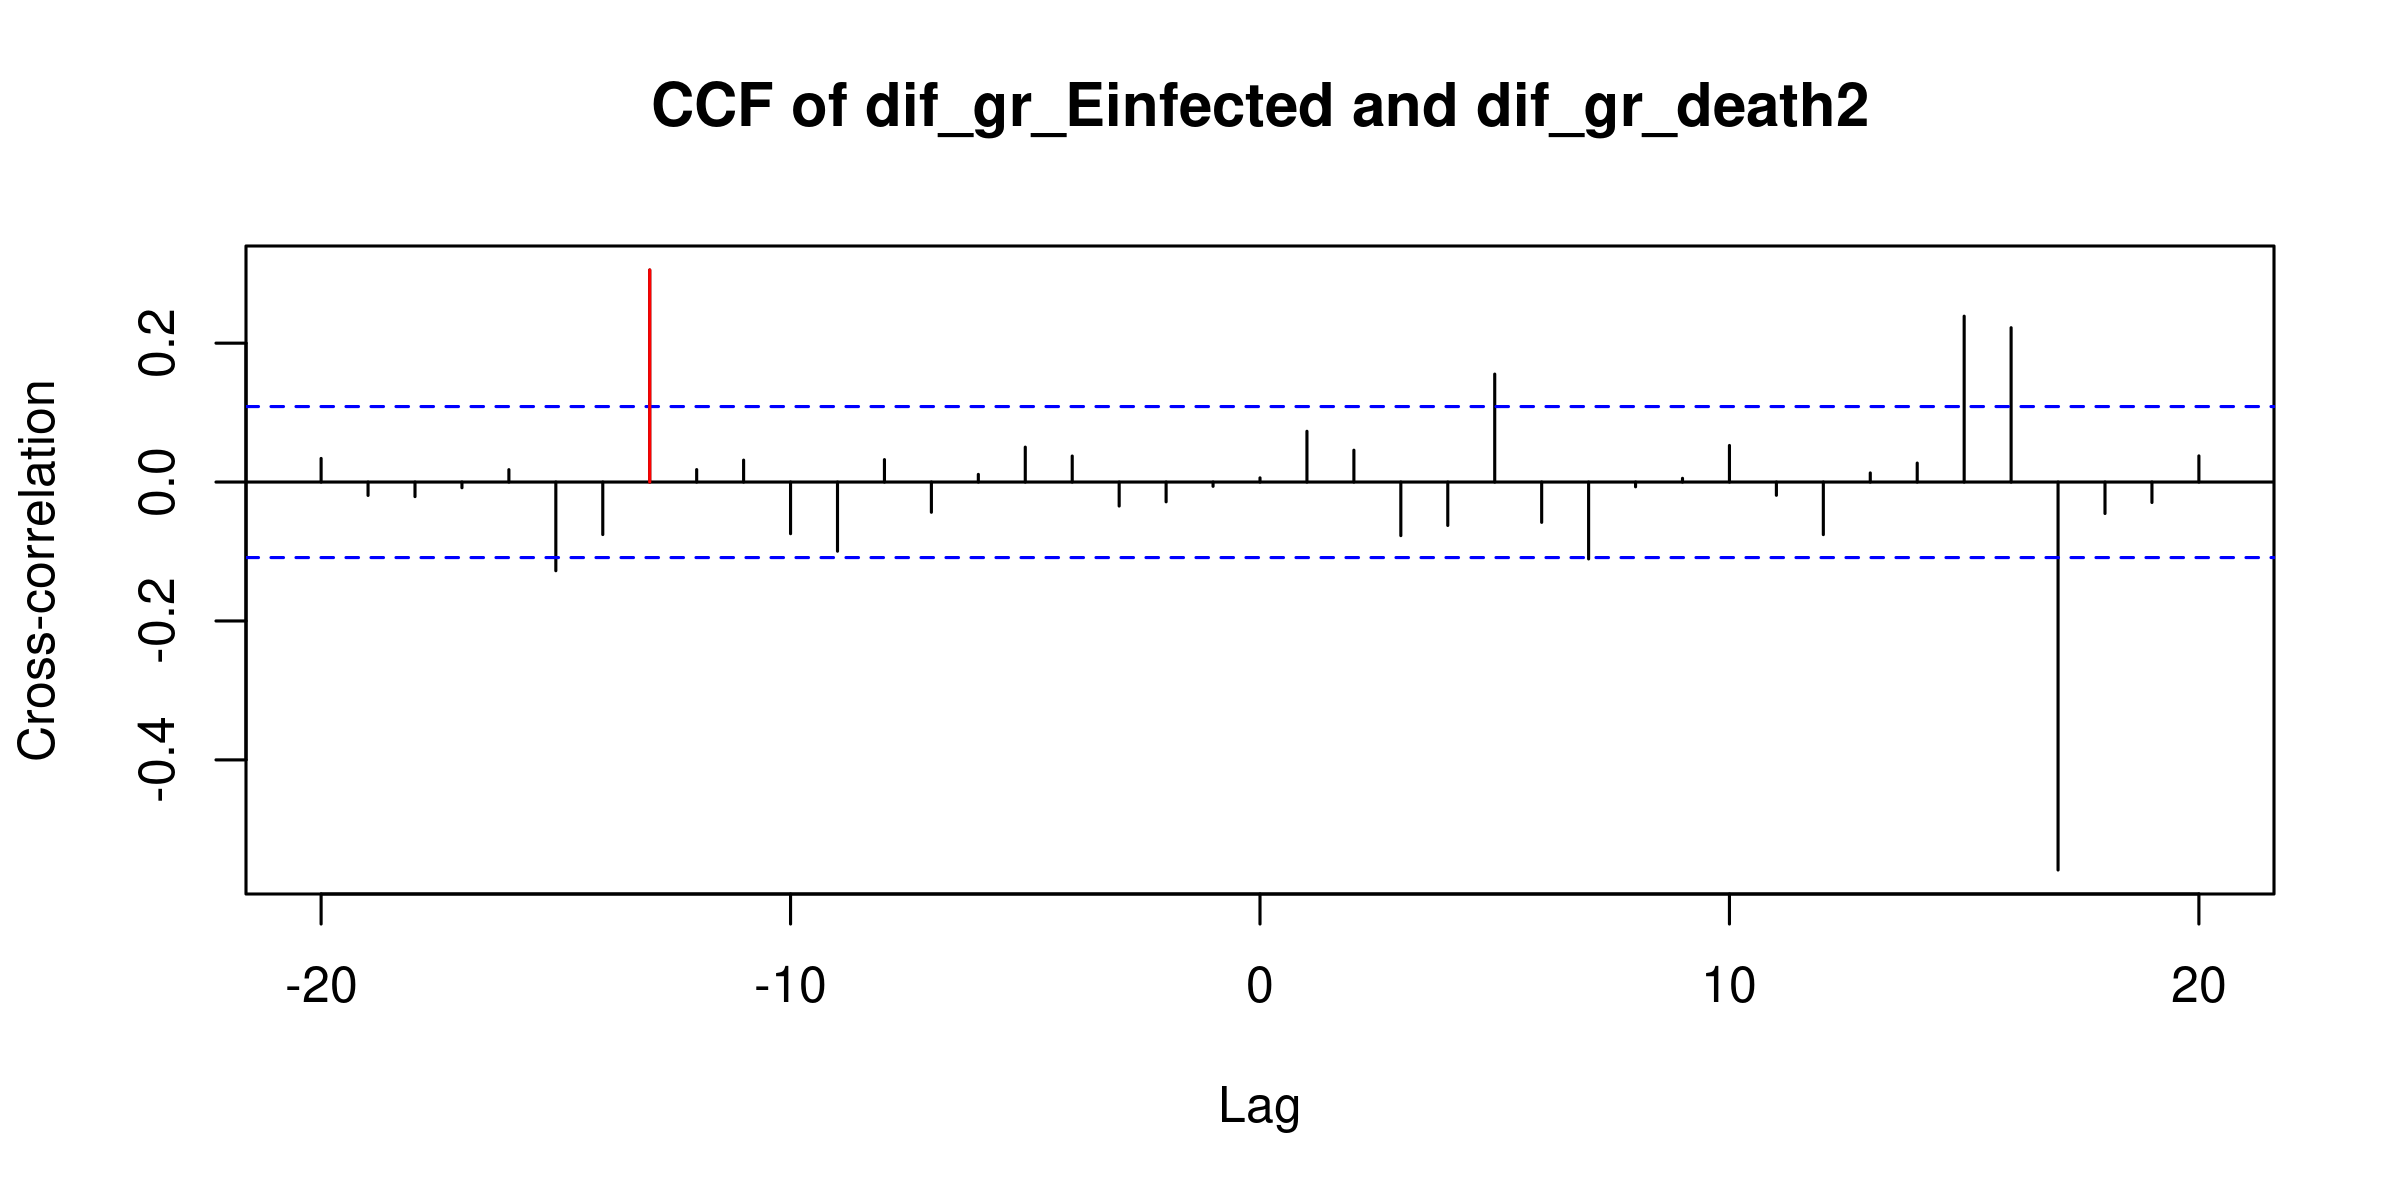 CCF of dif_gr_Einfected and dif_gr_death2
Cross-correlation
0.2
0.0
-0.2
-0.4
-20 -10 0 10 20
Lag